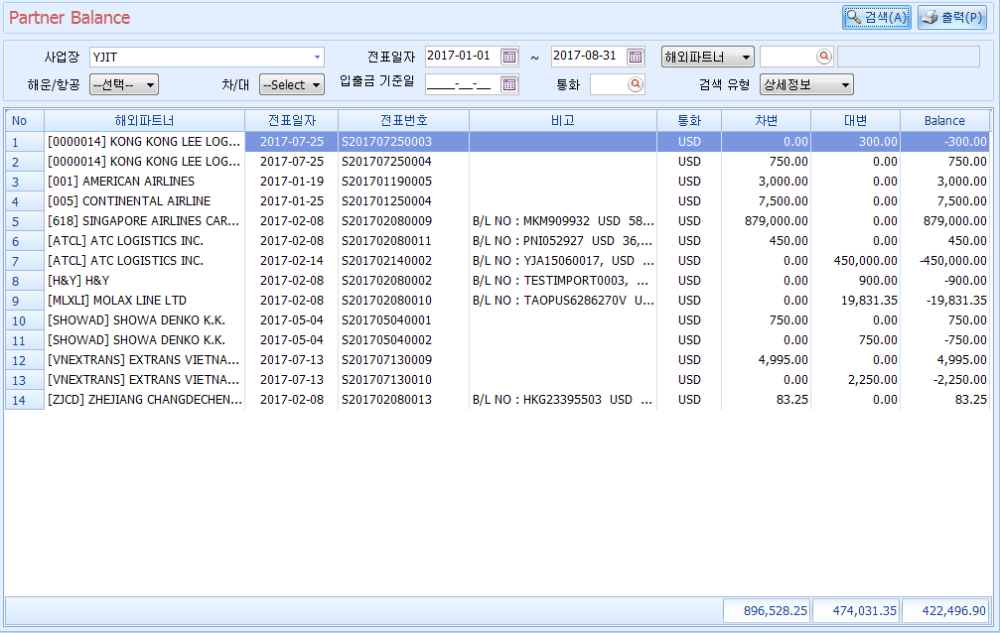 Partner Balance 검색(A) 출력(P)
사업장 YJIT 전표일자 2017-01-01 ~ 2017-08-31 해외파트너
해운/항공 --선택-- 차/대 --Select-- 입출금 기준일 ____-__-__ 통화 검색 유형 상세정보
No 해외파트너 전표일자 전표번호 비고 통화 차변 대변 Balance
1 [0000014] KONG KONG LEE LOG... 2017-07-25 S201707250003 USD 0.00 300.00 -300.00
2 [0000014] KONG KONG LEE LOG... 2017-07-25 S201707250004 USD 750.00 0.00 750.00
3 [001] AMERICAN AIRLINES 2017-01-19 S201701190005 USD 3,000.00 0.00 3,000.00
4 [005] CONTINENTAL AIRLINE 2017-01-25 S201701250004 USD 7,500.00 0.00 7,500.00
5 [618] SINGAPORE AIRLINES CAR... 2017-02-08 S201702080009 B/L NO : MKM909932 USD 58... USD 879,000.00 0.00 879,000.00
6 [ATCL] ATC LOGISTICS INC. 2017-02-08 S201702080011 B/L NO : PNI052927 USD 36,... USD 450.00 0.00 450.00
7 [ATCL] ATC LOGISTICS INC. 2017-02-14 S201702140002 B/L NO : YJA15060017, USD ... USD 0.00 450,000.00 -450,000.00
8 [H&Y] H&Y 2017-02-08 S201702080002 B/L NO : TESTIMPORT0003, ... USD 0.00 900.00 -900.00
9 [MLXLI] MOLAX LINE LTD 2017-02-08 S201702080010 B/L NO : TAOPUS6286270V U... USD 0.00 19,831.35 -19,831.35
10 [SHOWAD] SHOWA DENKO K.K. 2017-05-04 S201705040001 USD 750.00 0.00 750.00
11 [SHOWAD] SHOWA DENKO K.K. 2017-05-04 S201705040002 USD 0.00 750.00 -750.00
12 [VNEXTRANS] EXTRANS VIETNA... 2017-07-13 S201707130009 USD 4,995.00 0.00 4,995.00
13 [VNEXTRANS] EXTRANS VIETNA... 2017-07-13 S201707130010 USD 0.00 2,250.00 -2,250.00
14 [ZJCD] ZHEJIANG CHANGDECHEN... 2017-02-08 S201702080013 B/L NO : HKG23395503 USD ... USD 83.25 0.00 83.25
896,528.25 474,031.35 422,496.90